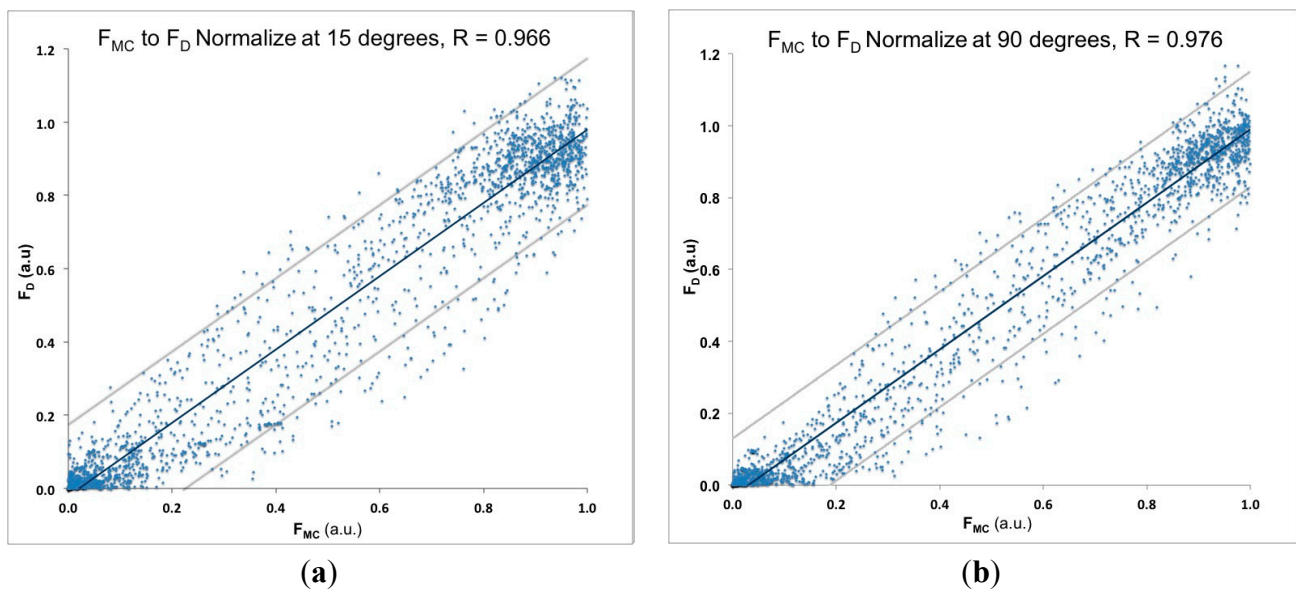 F_MC to F_D Normalize at 15 degrees, R = 0.966
1.2
1.0
0.8
0.6
0.4
0.2
0.0
F_D (a.u)
0.0 0.2 0.4 0.6 0.8 1.0
F_MC (a.u.)
(a)
F_MC to F_D Normalize at 90 degrees, R = 0.976
1.2
1.0
0.8
0.6
0.4
0.2
0.0
F_D (a.u)
0.0 0.2 0.4 0.6 0.8 1.0
F_MC (a.u.)
(b)